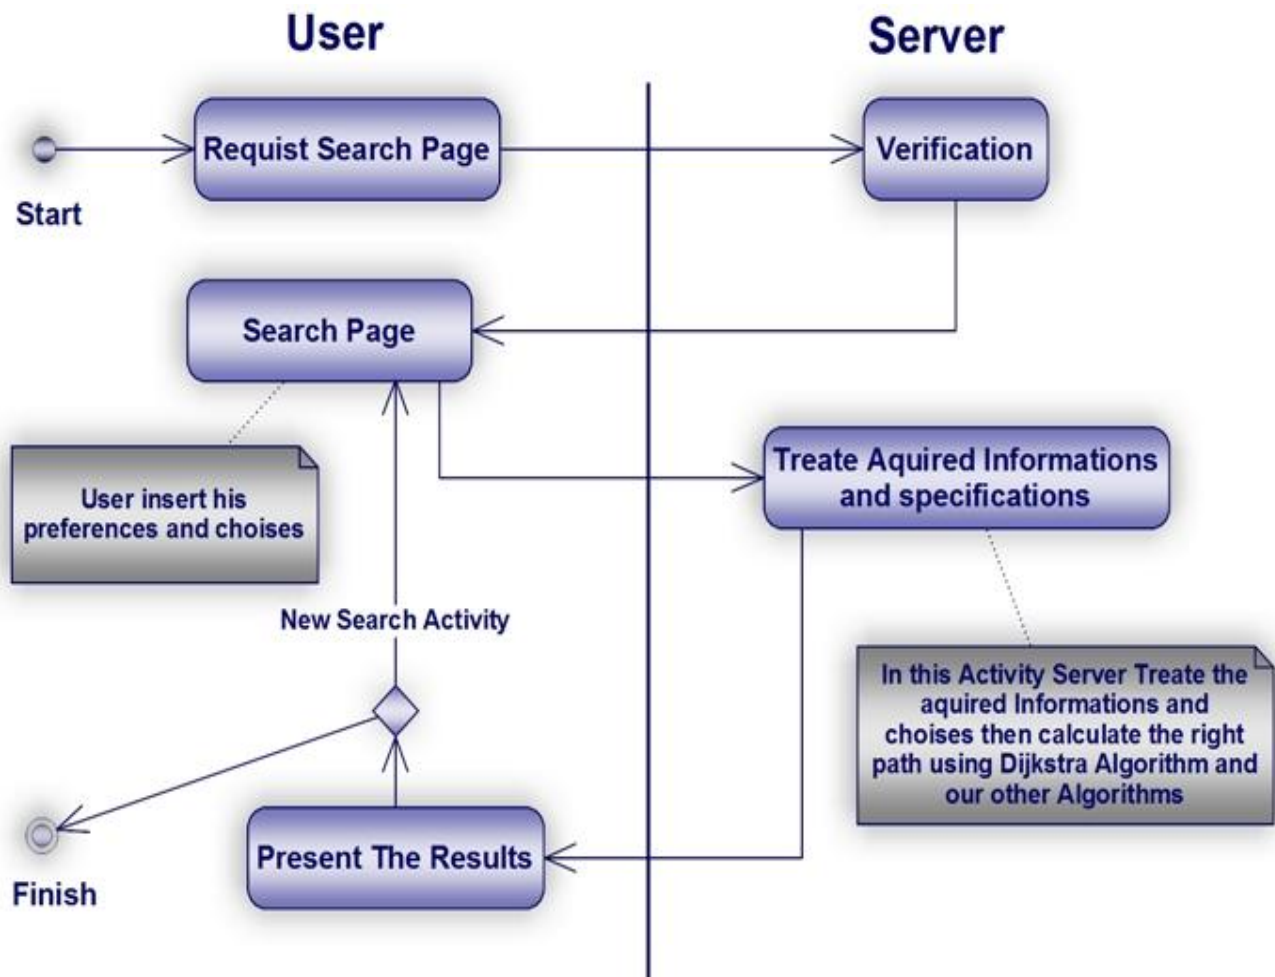 User
Server
Requist Search Page
Verification
Start
Search Page
Treate Aquired Informations
and specifications
User insert his
preferences and choises
New Search Activity
In this Activity Server Treate the
aquired Informations and
choises then calculate the right
path using Dijkstra Algorithm and
our other Algorithms
Present The Results
Finish